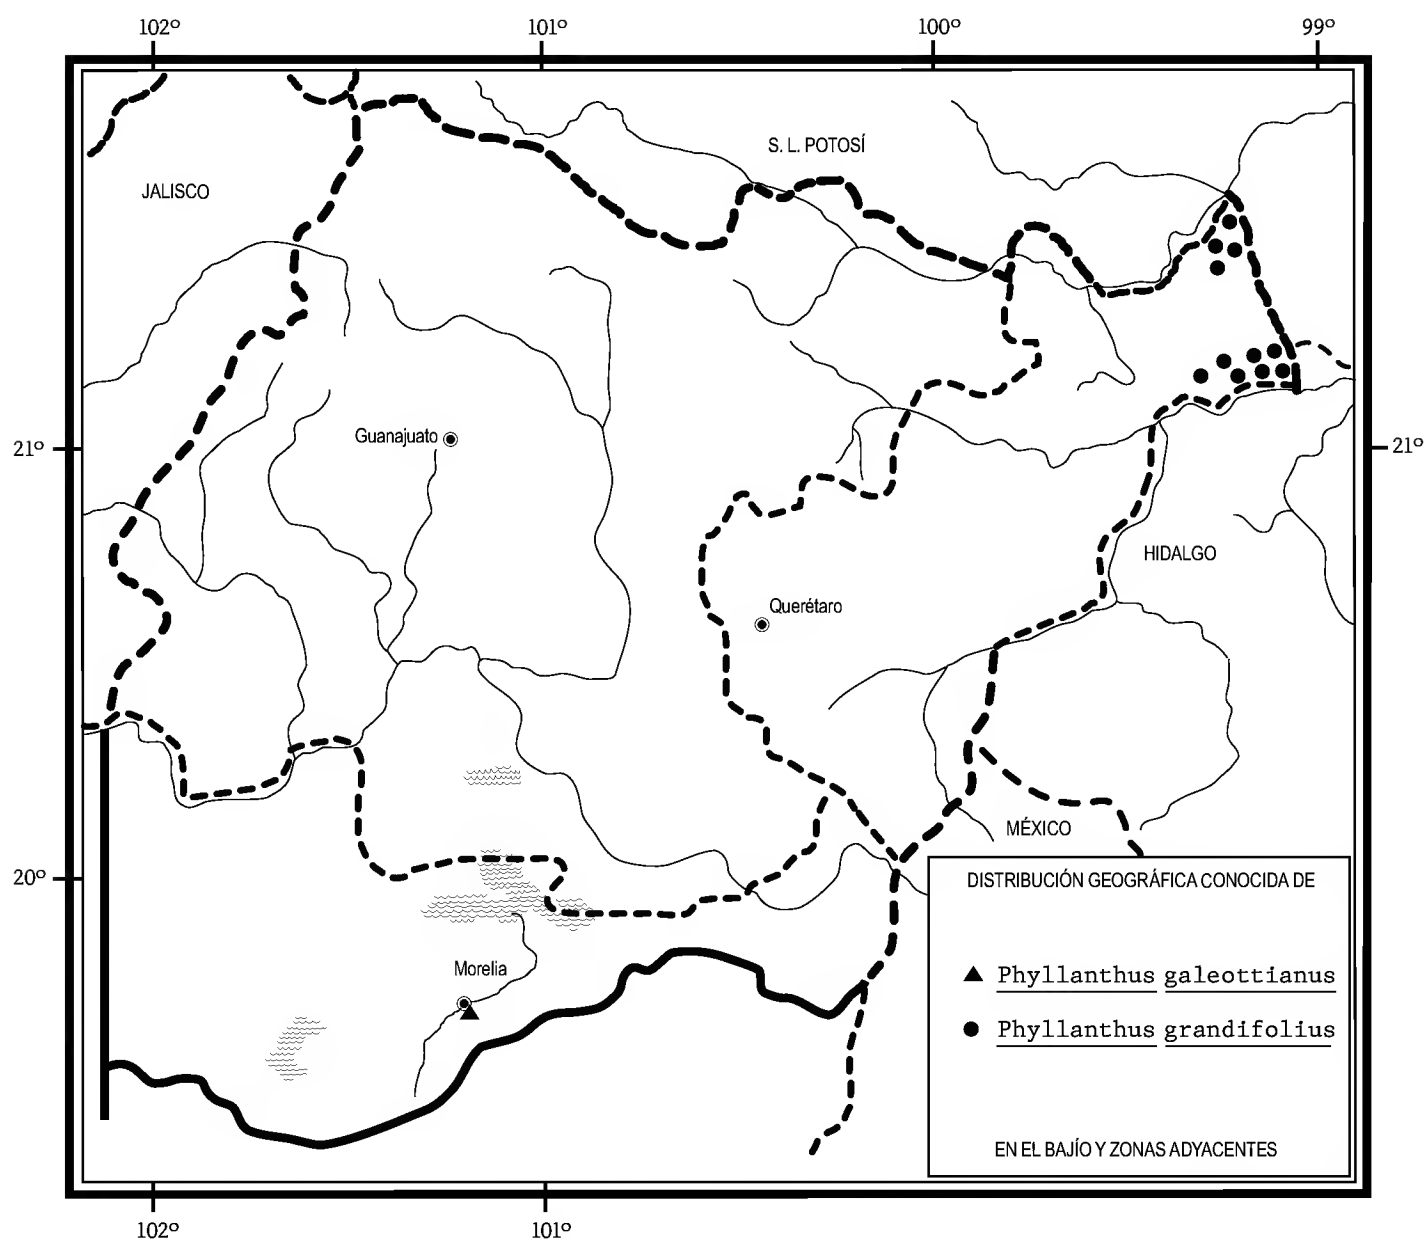 102º 101º 100º 99º
S. L. POTOSÍ
JALISCO
Guanajuato
21º 21º
HIDALGO
Querétaro
MÉXICO
20º
DISTRIBUCIÓN GEOGRÁFICA CONOCIDA DE
Morelia
Phyllanthus galeottianus
Phyllanthus grandifolius
EN EL BAJÍO Y ZONAS ADYACENTES
102º 101º